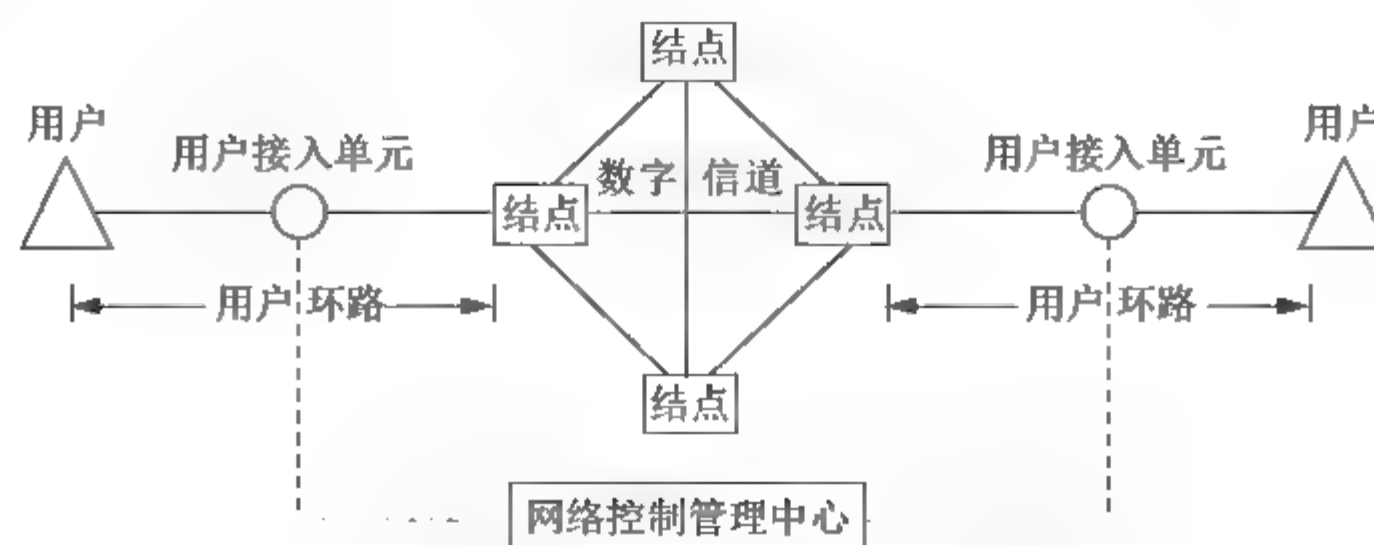 结点
用户
用户接入单元
数字 信道
用户接入单元
用户
结点
结点
用户环路
用户环路
结点
网络控制管理中心